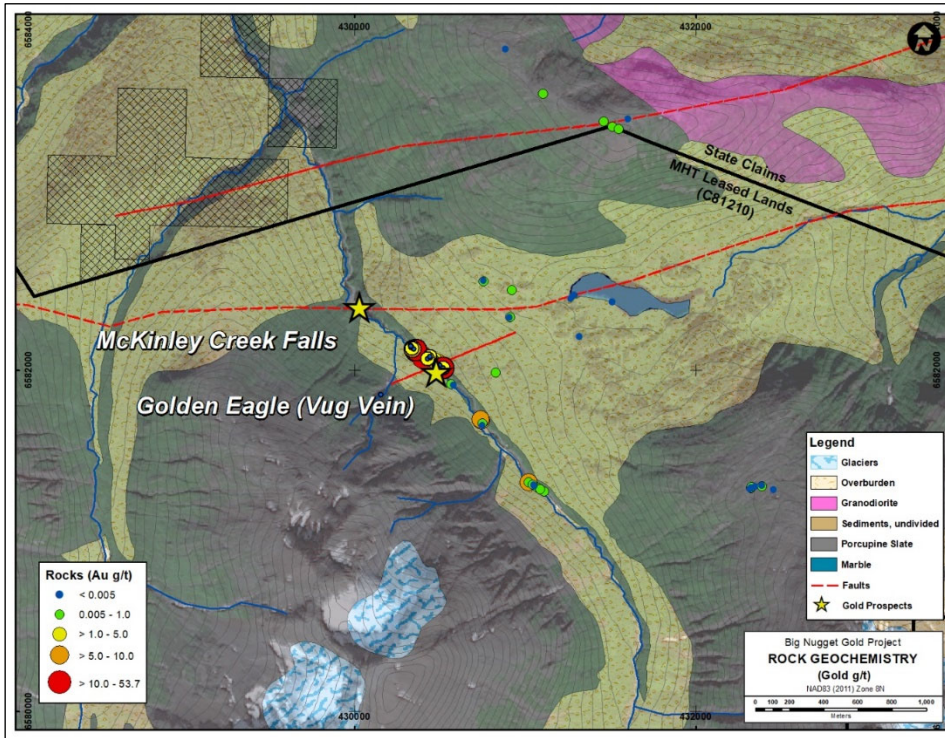 430000
432000
6584000
N
State Claims
MHT Leased Lands
(C81210)
McKinley Creek Falls
6582000
6582000
Golden Eagle (Vug Vein)
Legend
Glaciers
Overburden
Granodiorite
Sediments, undivided
Porcupine Slate
Marble
Faults
Gold Prospects
Rocks (Au g/t)
< 0.005
0.005 - 1.0
> 1.0 - 5.0
> 5.0 - 10.0
> 10.0 - 53.7
Big Nugget Gold Project
ROCK GEOCHEMISTRY
(Gold g/t)
NAD83 (2011) Zone 8N
0 100 200 400 600 800 1,000
Meters
6580000
430000
432000